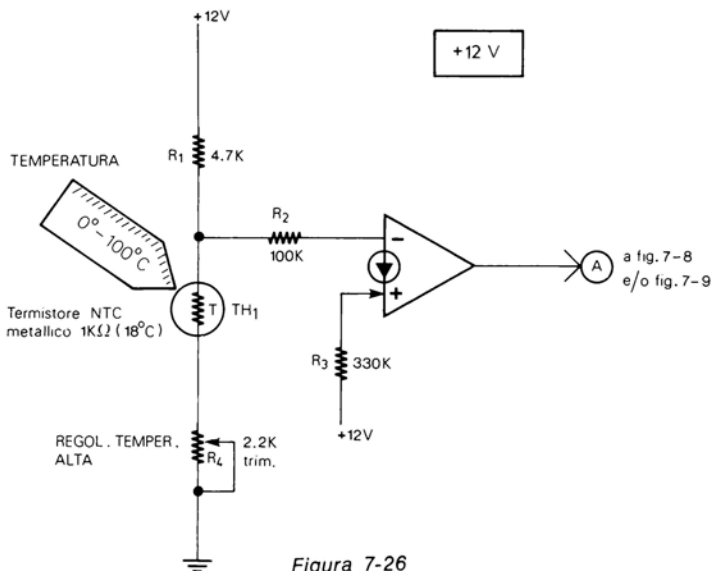 +12V
+12 V
R1 4.7K
TEMPERATURA
0°-100°C
R2
100K
−
+
A
a fig. 7-8
e/o fig. 7-9
Termistore NTC
metallico 1KΩ (18°C)
T TH1
R3 330K
+12V
REGOL. TEMPER.
ALTA
R4
2.2K
trim.
Figura 7-26